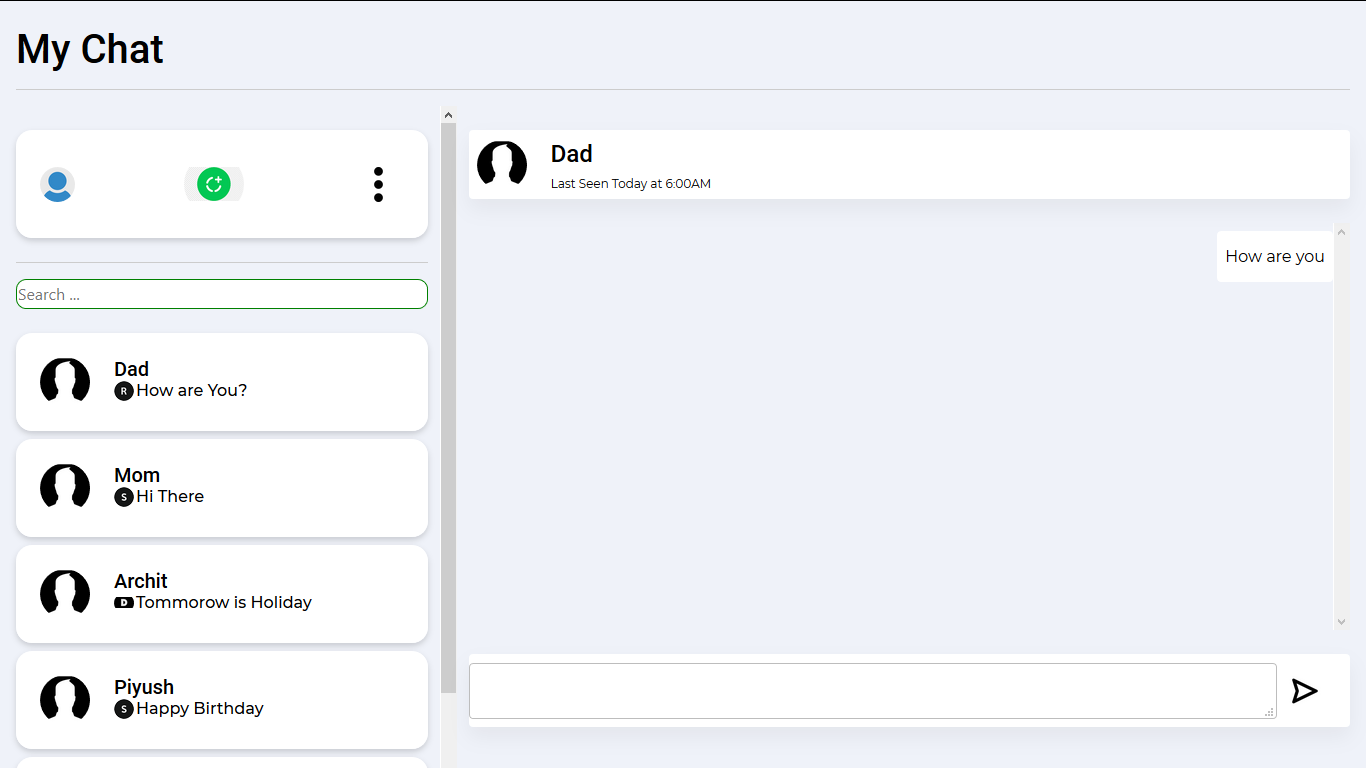 My Chat
Search ...
Dad
R How are You?
Mom
S Hi There
Archit
D Tommorow is Holiday
Piyush
S Happy Birthday
Dad
Last Seen Today at 6:00AM
How are you